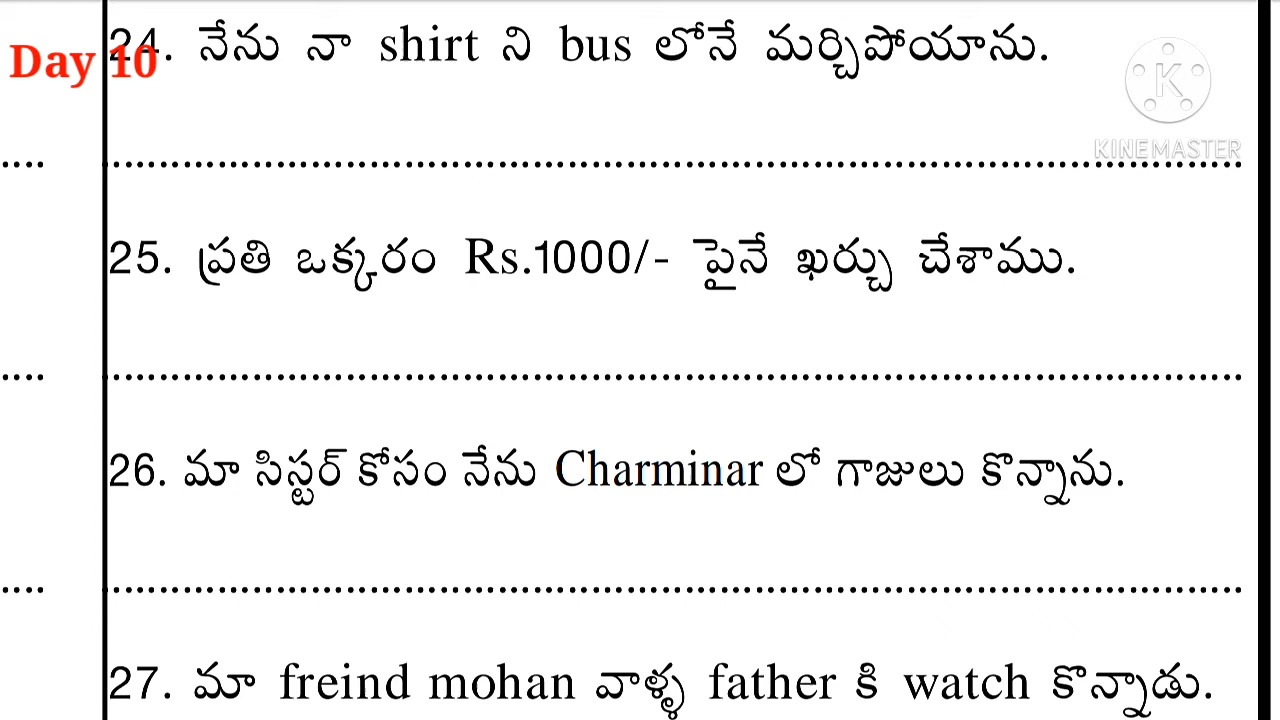 Day 10
24. నేను నా shirt ని bus లోనే మర్చిపోయాను.
K
KINEMASTER
.... ................................................................................
25. ప్రతి ఒక్కరం Rs.1000/- పైనే ఖర్చు చేశాము.
.... ................................................................................
26. మా సిస్టర్ కోసం నేను Charminar లో గాజులు కొన్నాను.
.... ................................................................................
27. మా freind mohan వాళ్ళ father కి watch కొన్నాడు.